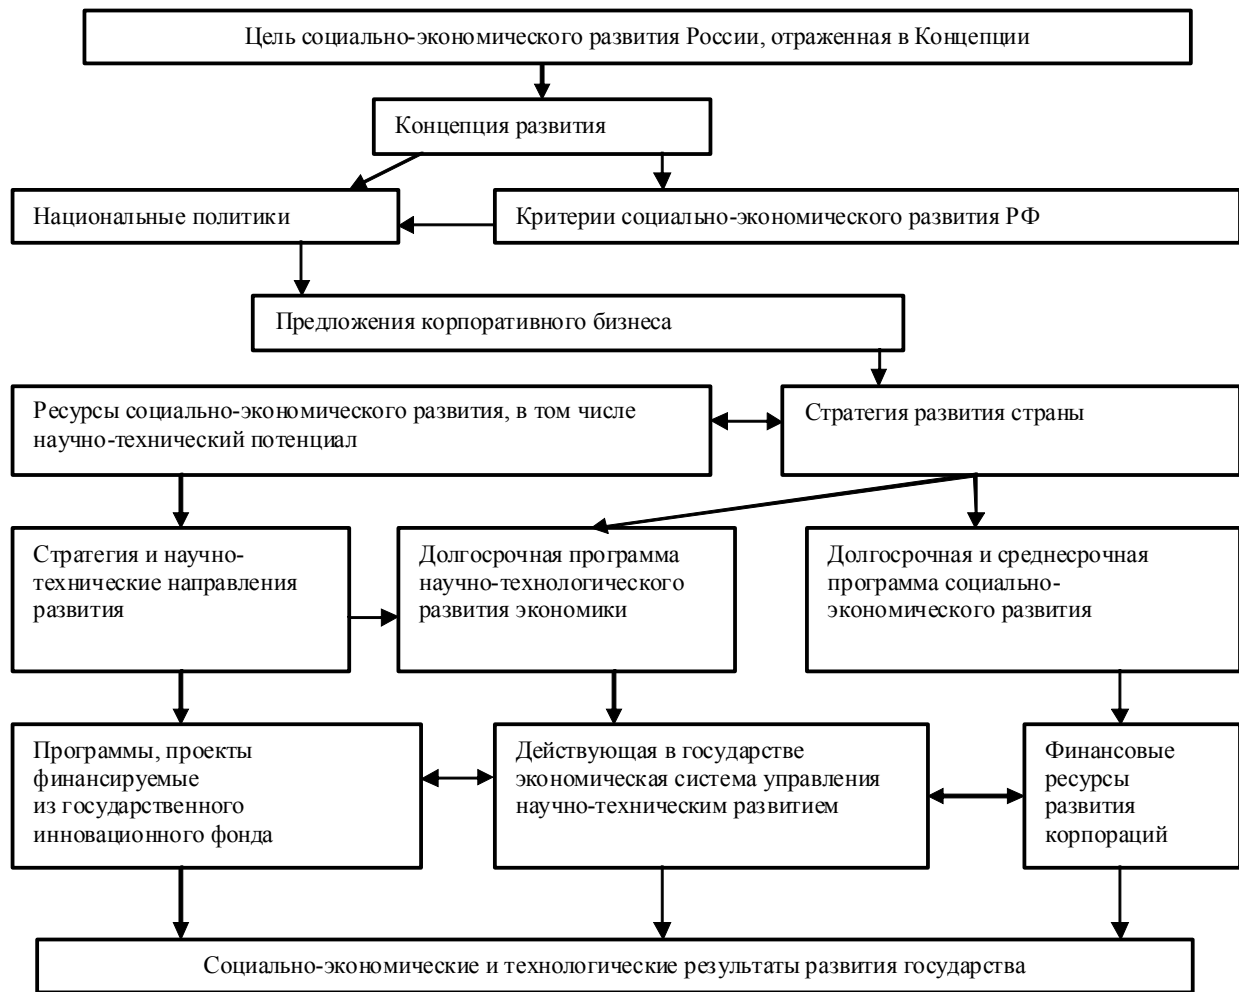 Цель социально-экономического развития России, отраженная в Концепции
Концепция развития
Национальные политики
Критерии социально-экономического развития РФ
Предложения корпоративного бизнеса
Ресурсы социально-экономического развития, в том числе
научно-технический потенциал
Стратегия развития страны
Стратегия и научно-
технические направления
развития
Долгосрочная программа
научно-технологического
развития экономики
Долгосрочная и среднесрочная
программа социально-
экономического развития
Программы, проекты
финансируемые
из государственного
инновационного фонда
Действующая в государстве
экономическая система управления
научно-техническим развитием
Финансовые
ресурсы
развития
корпораций
Социально-экономические и технологические результаты развития государства